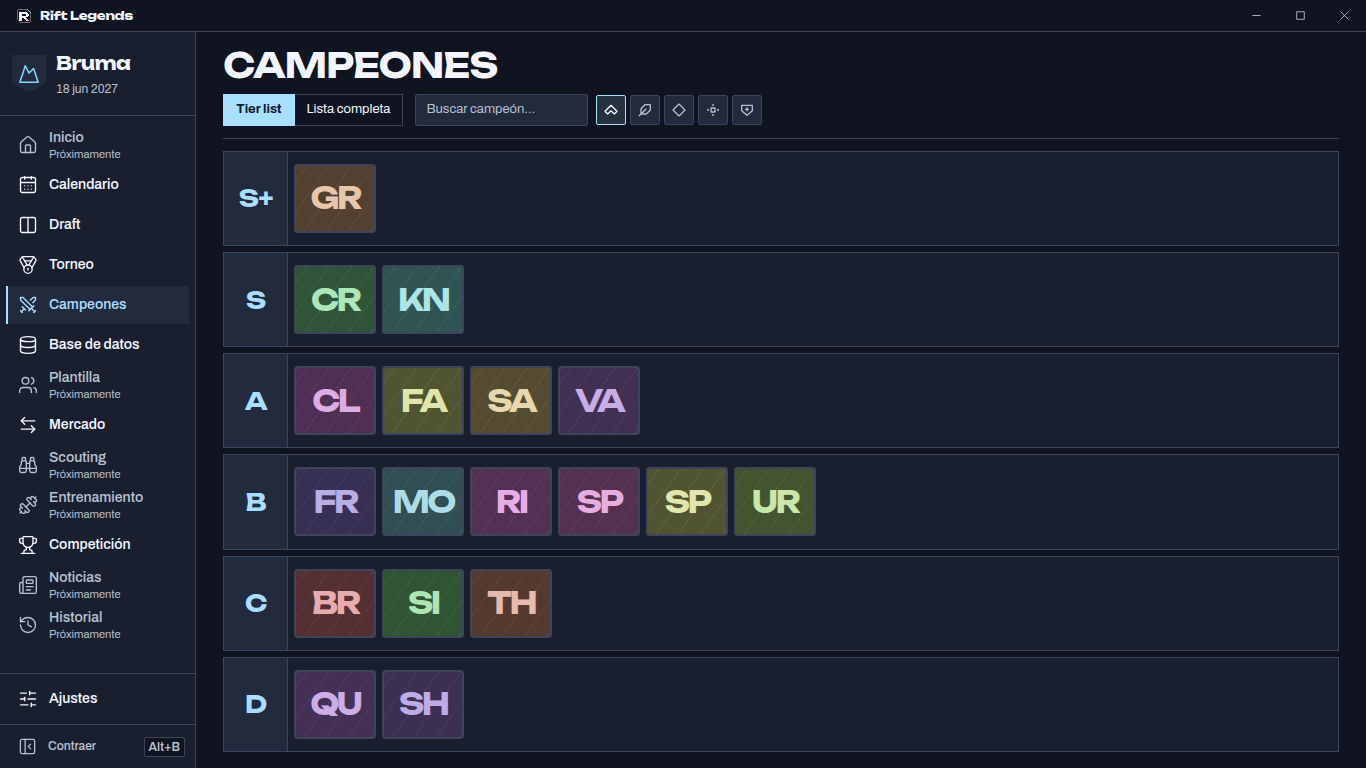 Rift Legends
Bruma
18 jun 2027
Inicio
Próximamente
Calendario
Draft
Torneo
Campeones
Base de datos
Plantilla
Próximamente
Mercado
Scouting
Próximamente
Entrenamiento
Próximamente
Competición
Noticias
Próximamente
Historial
Próximamente
Ajustes
Contraer Alt+B
CAMPEONES
Tier list Lista completa Buscar campeón...
S+ GR
S CR KN
A CL FA SA VA
B FR MO RI SP SP UR
C BR SI TH
D QU SH